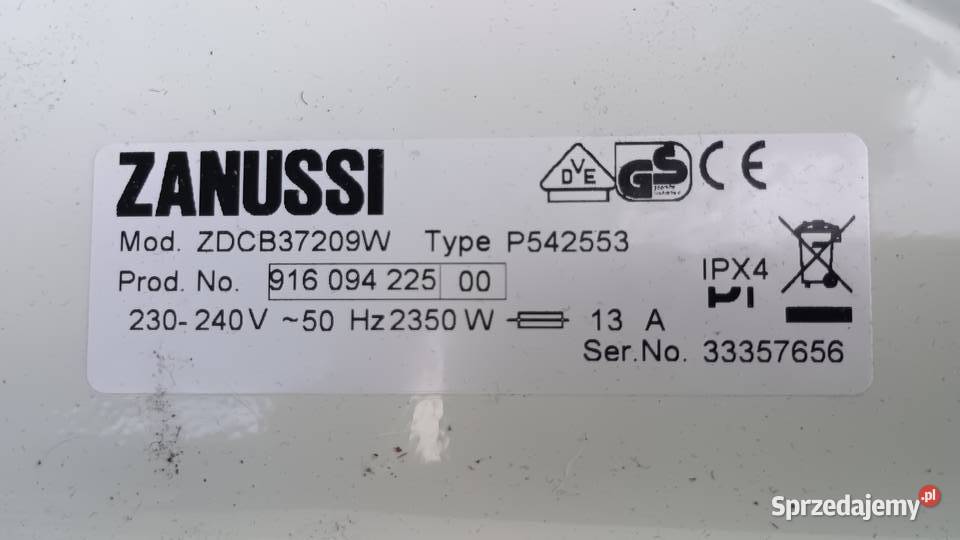 ZANUSSI
VDE GS CE
Mod. ZDCB37209W Type P542553
Prod. No. 916 094 225 00
IPX4
230-240V ~50 Hz 2350 W 13 A
Ser.No. 33357656
Sprzedajemy.pl